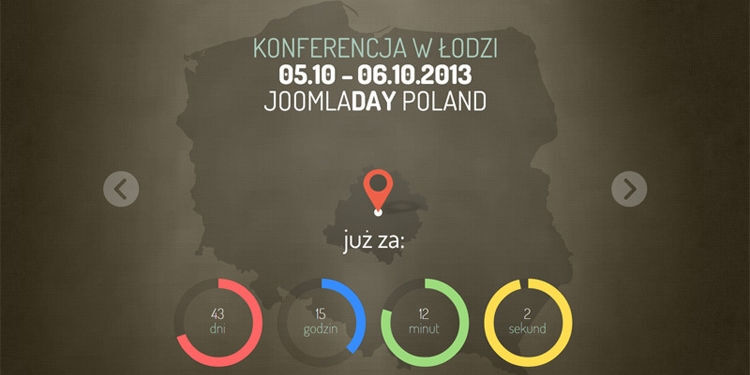 KONFERENCJA W ŁODZI
05.10 – 06.10.2013
JOOMLADAY POLAND
już za:
43
dni
15
godzin
12
minut
2
sekund